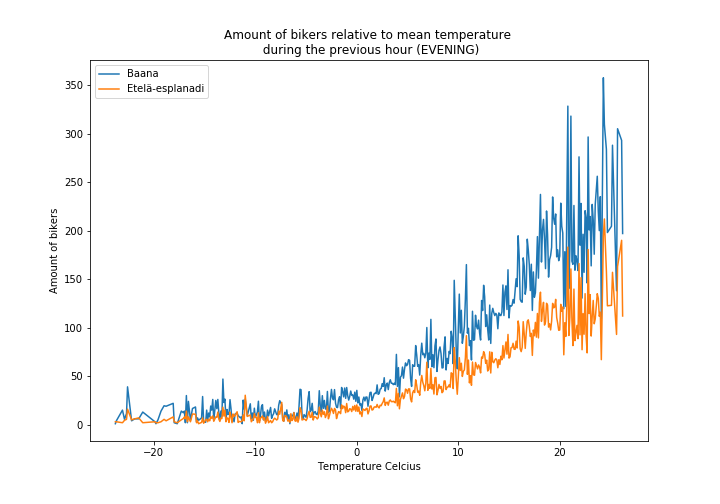 Amount of bikers relative to mean temperature
during the previous hour (EVENING)
Baana
Etelä-esplanadi
350
300
250
200
150
100
50
0
Amount of bikers
−20
−10
0
10
20
Temperature Celcius